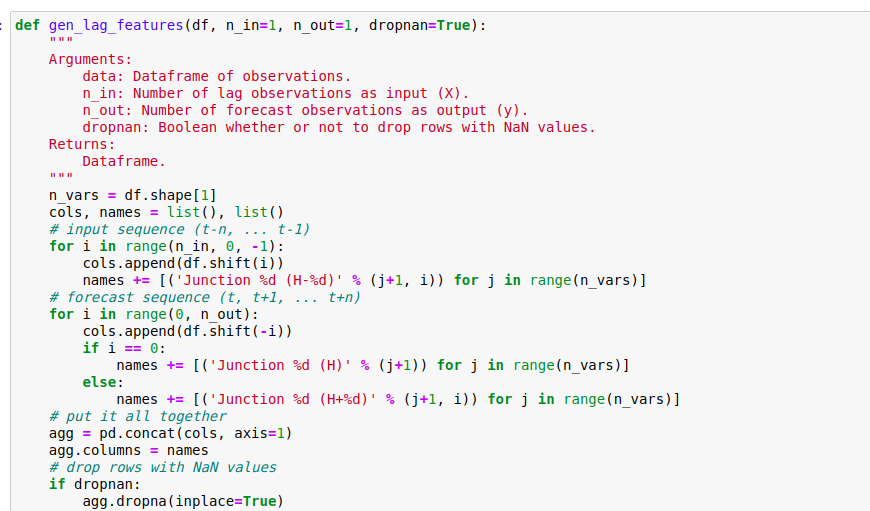 def gen_lag_features(df, n_in=1, n_out=1, dropnan=True):
    """
    Arguments:
        data: Dataframe of observations.
        n_in: Number of lag observations as input (X).
        n_out: Number of forecast observations as output (y).
        dropnan: Boolean whether or not to drop rows with NaN values.
    Returns:
        Dataframe.
    """
    n_vars = df.shape[1]
    cols, names = list(), list()
    # input sequence (t-n, ... t-1)
    for i in range(n_in, 0, -1):
        cols.append(df.shift(i))
        names += [('Junction %d (H-%d)' % (j+1, i)) for j in range(n_vars)]
    # forecast sequence (t, t+1, ... t+n)
    for i in range(0, n_out):
        cols.append(df.shift(-i))
        if i == 0:
            names += [('Junction %d (H)' % (j+1)) for j in range(n_vars)]
        else:
            names += [('Junction %d (H+%d)' % (j+1, i)) for j in range(n_vars)]
    # put it all together
    agg = pd.concat(cols, axis=1)
    agg.columns = names
    # drop rows with NaN values
    if dropnan:
        agg.dropna(inplace=True)